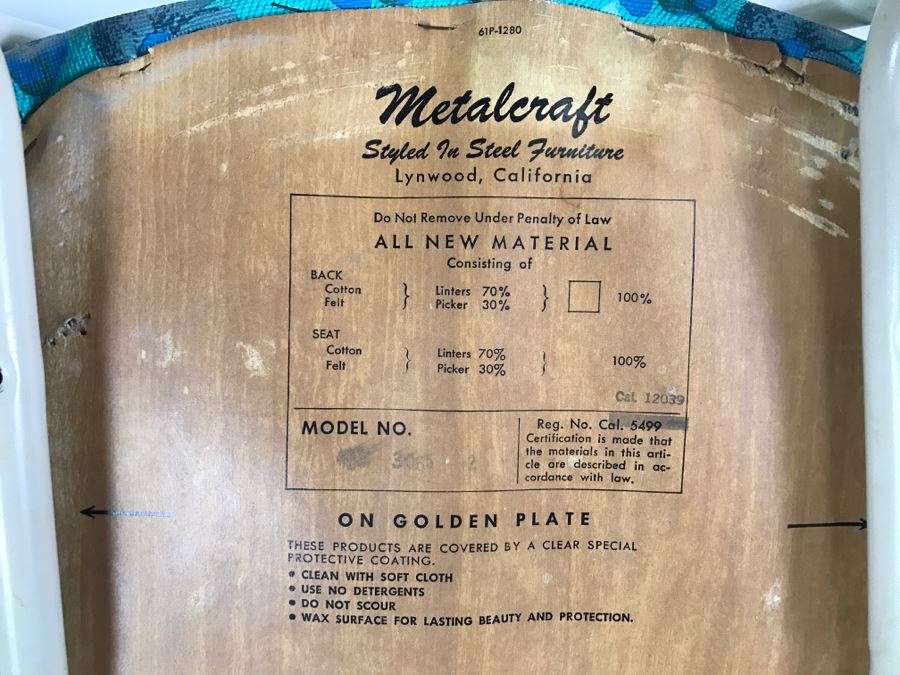 61P-1280
Metalcraft
Styled In Steel Furniture
Lynwood, California
Do Not Remove Under Penalty of Law
ALL NEW MATERIAL
Consisting of
BACK
Cotton Felt } Linters 70% Picker 30% } 100%
SEAT
Cotton Felt } Linters 70% Picker 30% } 100%
Cal. 12039
MODEL NO.
Reg. No. Cal. 5499
Certification is made that
the materials in this arti-
cle are described in ac-
cordance with law.
ON GOLDEN PLATE
THESE PRODUCTS ARE COVERED BY A CLEAR SPECIAL
PROTECTIVE COATING.
• CLEAN WITH SOFT CLOTH
• USE NO DETERGENTS
• DO NOT SCOUR
• WAX SURFACE FOR LASTING BEAUTY AND PROTECTION.